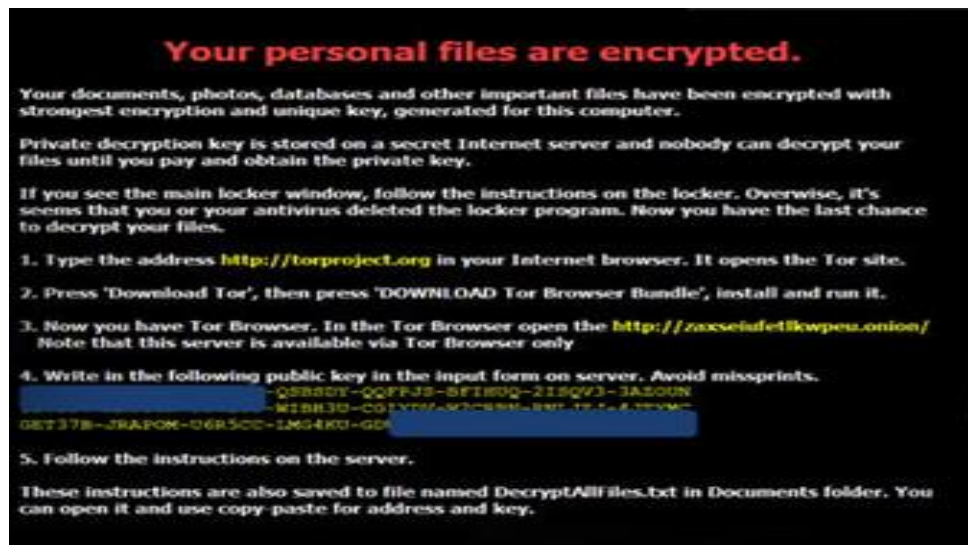 Your personal files are encrypted.
Your documents, photos, databases and other important files have been encrypted with
strongest encryption and unique key, generated for this computer.
Private decryption key is stored on a secret Internet server and nobody can decrypt your
files until you pay and obtain the private key.
If you see the main locker window, follow the instructions on the locker. Overwise, it's
seems that you or your antivirus deleted the locker program. Now you have the last chance
to decrypt your files.
1. Type the address http://torproject.org in your Internet browser. It opens the Tor site.
2. Press 'Download Tor', then press 'DOWNLOAD Tor Browser Bundle', install and run it.
3. Now you have Tor Browser. In the Tor Browser open the
Note that this server is available via Tor Browser only
4. Write in the following public key in the input form on server. Avoid missprints.
5. Follow the instructions on the server.
These instructions are also saved to file named DecryptAllFiles.txt in Documents folder. You
can open it and use copy-paste for address and key.